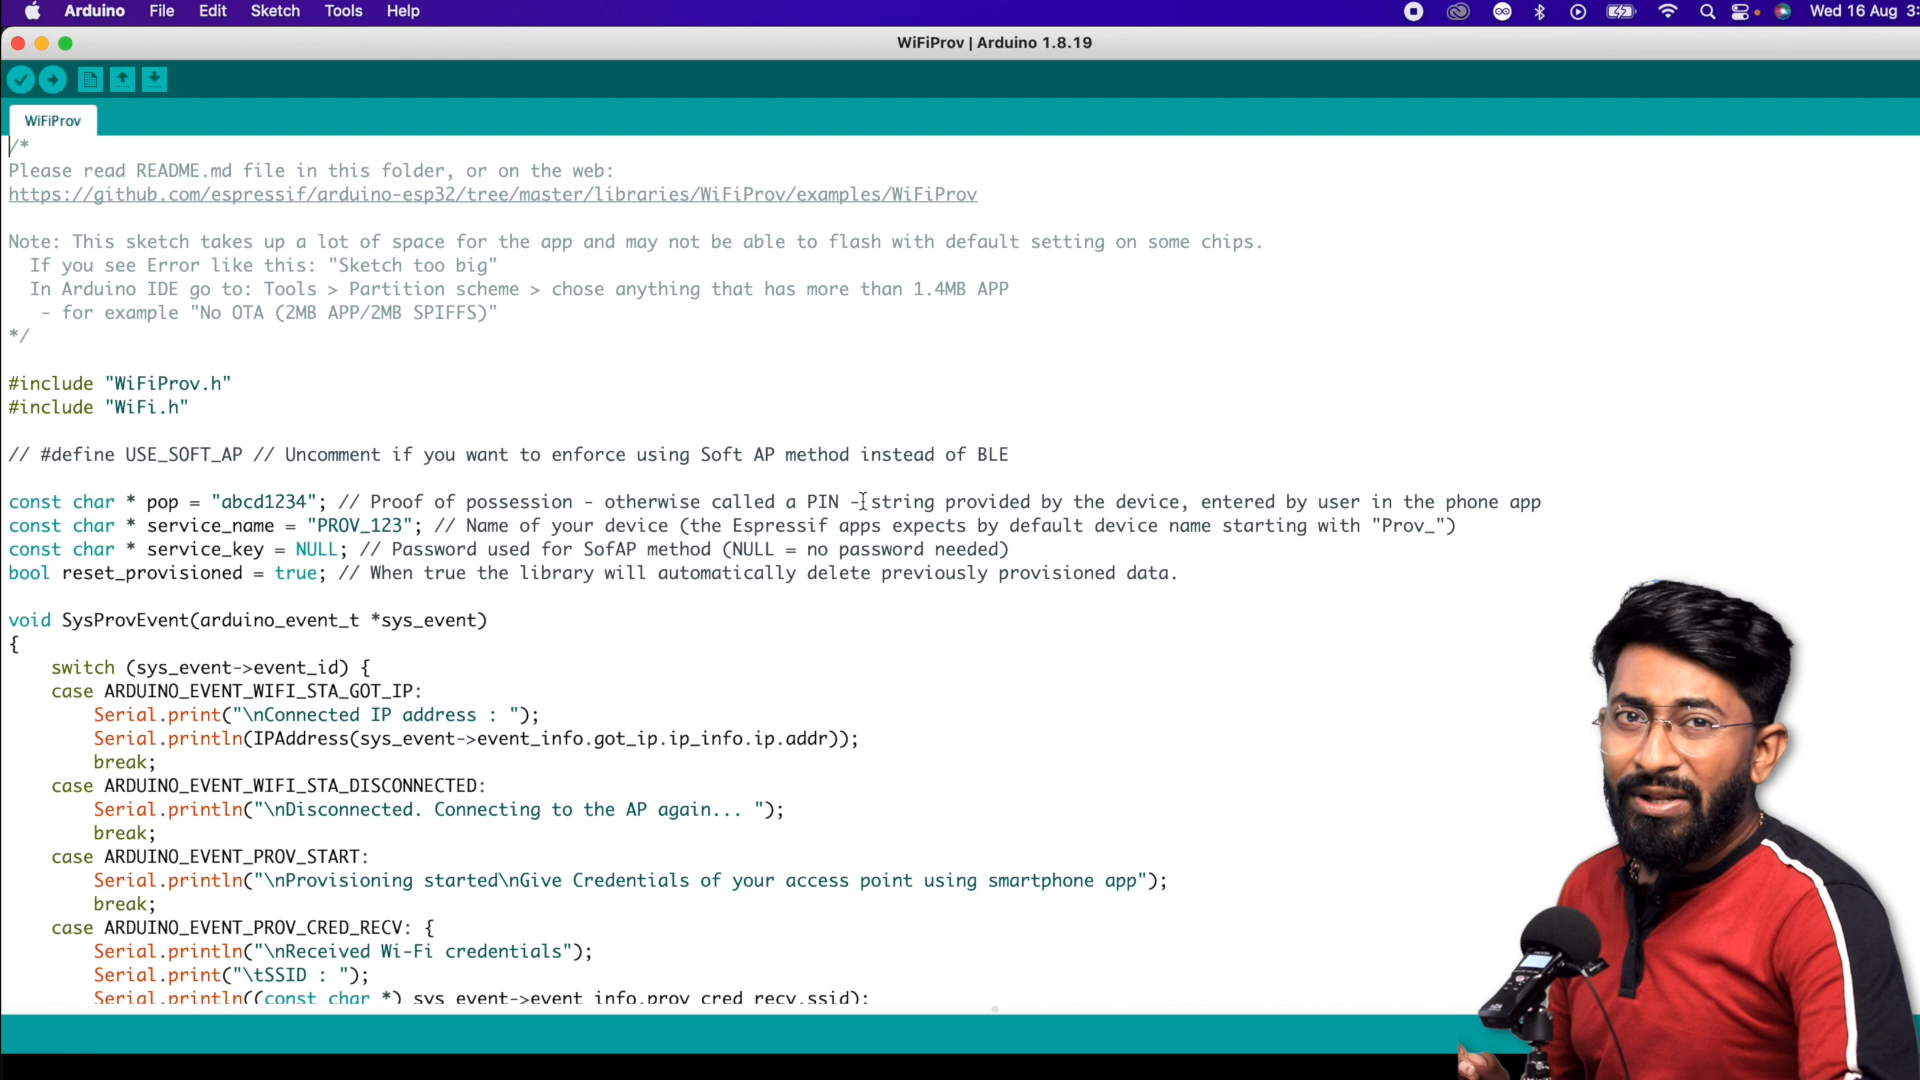 Arduino File Edit Sketch Tools Help Wed 16 Aug 3:
WiFiProv | Arduino 1.8.19
WiFiProv
/*
Please read README.md file in this folder, or on the web:
https://github.com/espressif/arduino-esp32/tree/master/libraries/WiFiProv/examples/WiFiProv
Note: This sketch takes up a lot of space for the app and may not be able to flash with default setting on some chips.
If you see Error like this: "Sketch too big"
In Arduino IDE go to: Tools > Partition scheme > chose anything that has more than 1.4MB APP
- for example "No OTA (2MB APP/2MB SPIFFS)"
*/
#include "WiFiProv.h"
#include "WiFi.h"
// #define USE_SOFT_AP // Uncomment if you want to enforce using Soft AP method instead of BLE
const char * pop = "abcd1234"; // Proof of possession - otherwise called a PIN - string provided by the device, entered by user in the phone app
const char * service_name = "PROV_123"; // Name of your device (the Espressif apps expects by default device name starting with "Prov_")
const char * service_key = NULL; // Password used for SofAP method (NULL = no password needed)
bool reset_provisioned = true; // When true the library will automatically delete previously provisioned data.
void SysProvEvent(arduino_event_t *sys_event)
{
switch (sys_event->event_id) {
case ARDUINO_EVENT_WIFI_STA_GOT_IP:
Serial.print("\nConnected IP address : ");
Serial.println(IPAddress(sys_event->event_info.got_ip.ip_info.ip.addr));
break;
case ARDUINO_EVENT_WIFI_STA_DISCONNECTED:
Serial.println("\nDisconnected. Connecting to the AP again... ");
break;
case ARDUINO_EVENT_PROV_START:
Serial.println("\nProvisioning started\nGive Credentials of your access point using smartphone app");
break;
case ARDUINO_EVENT_PROV_CRED_RECV: {
Serial.println("\nReceived Wi-Fi credentials");
Serial.print("\tSSID : ");
Serial.println((const char *) sys_event->event_info.prov_cred_recv.ssid);